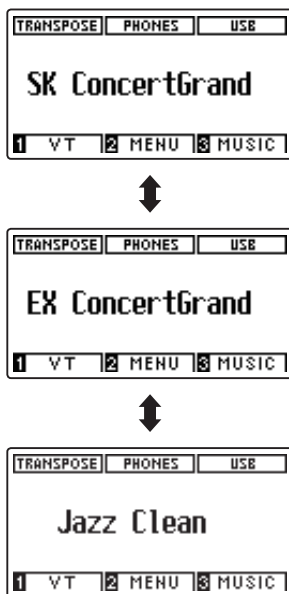 TRANSPOSE PHONES USB
SK ConcertGrand
1 VT 2 MENU 3 MUSIC
TRANSPOSE PHONES USB
EX ConcertGrand
1 VT 2 MENU 3 MUSIC
TRANSPOSE PHONES USB
Jazz Clean
1 VT 2 MENU 3 MUSIC